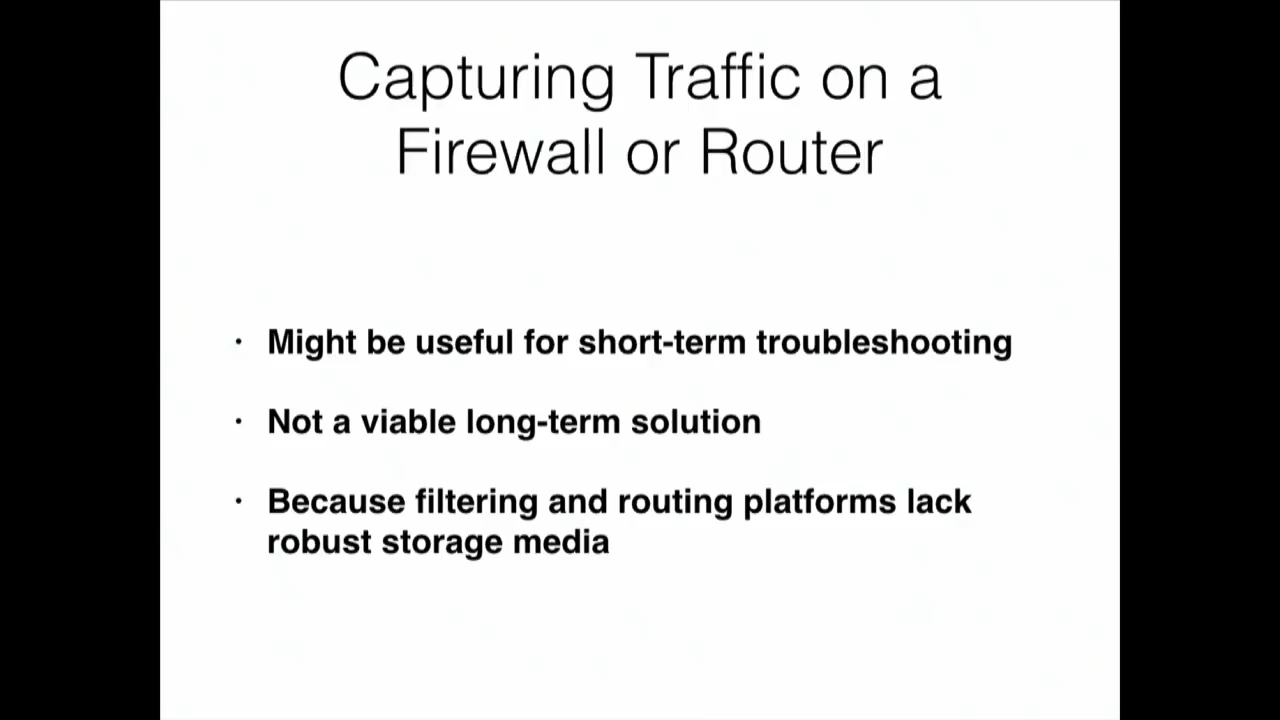 Capturing Traffic on a
Firewall or Router
· Might be useful for short-term troubleshooting
· Not a viable long-term solution
· Because filtering and routing platforms lack
robust storage media